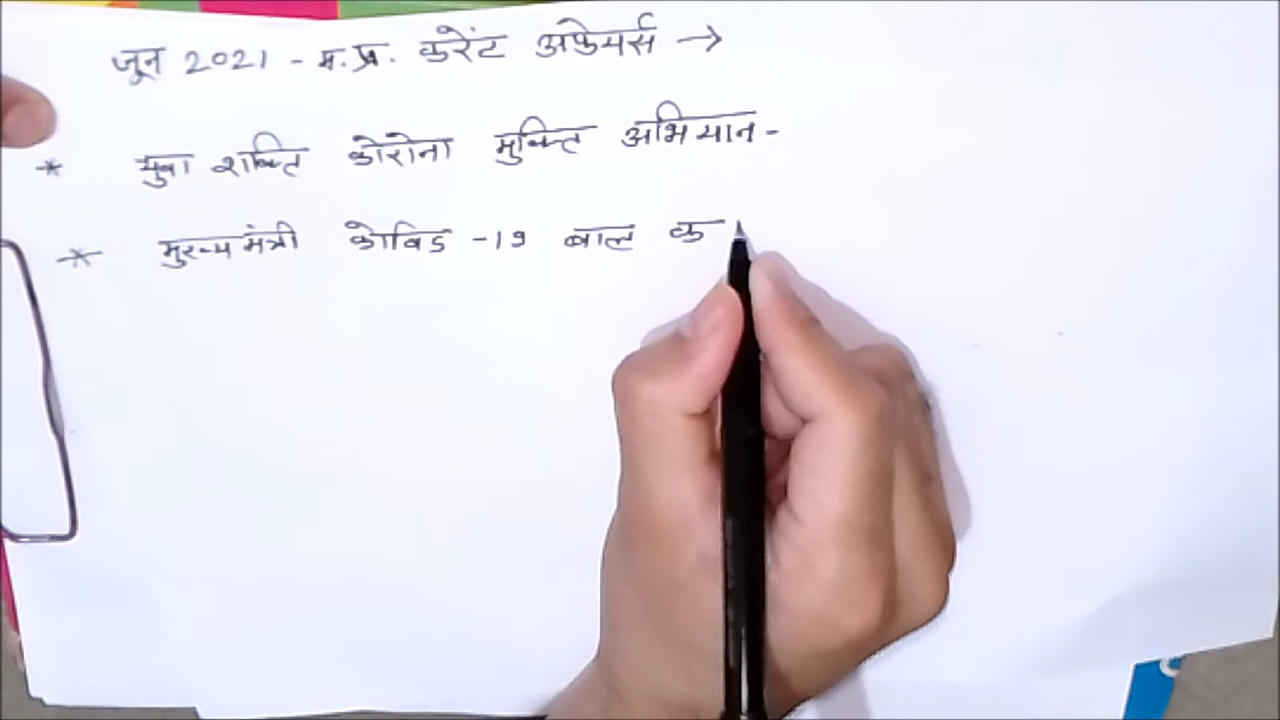 जून 2021 - म.प्र. करेंट अफेयर्स →
* युवा शक्ति कोरोना मुक्ति अभियान -
* मुख्यमंत्री कोविड -19 बाल क